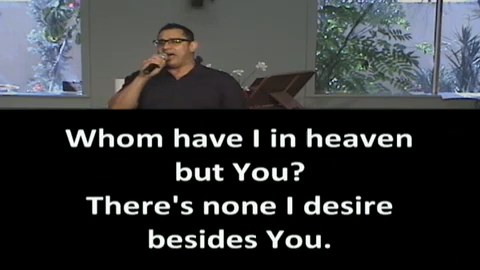 Whom have I in heaven
but You?
There's none I desire
besides You.